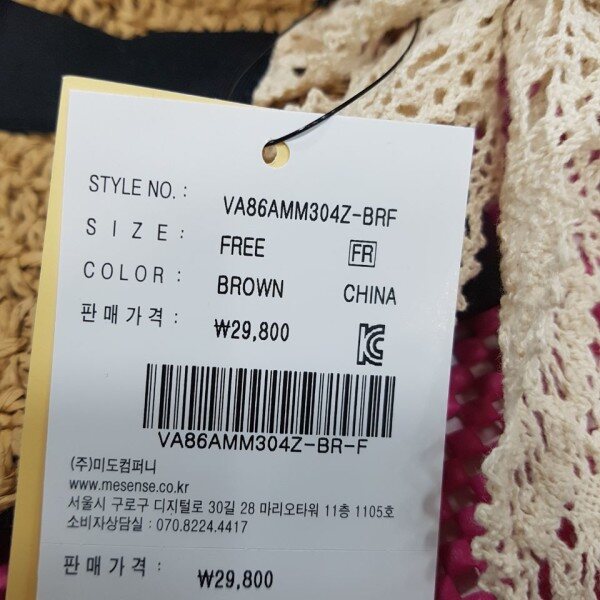 STYLE NO. : VA86AMM304Z-BRF
SIZE : FREE FR
COLOR : BROWN CHINA
판매가격 : ₩29,800
KC
VA86AMM304Z-BR-F
(주)미도컴퍼니
www.mesense.co.kr
서울시 구로구 디지털로 30길 28 마리오타워 11층 1105호
소비자상담실 : 070.8224.4417
판매가격 : ₩29,800